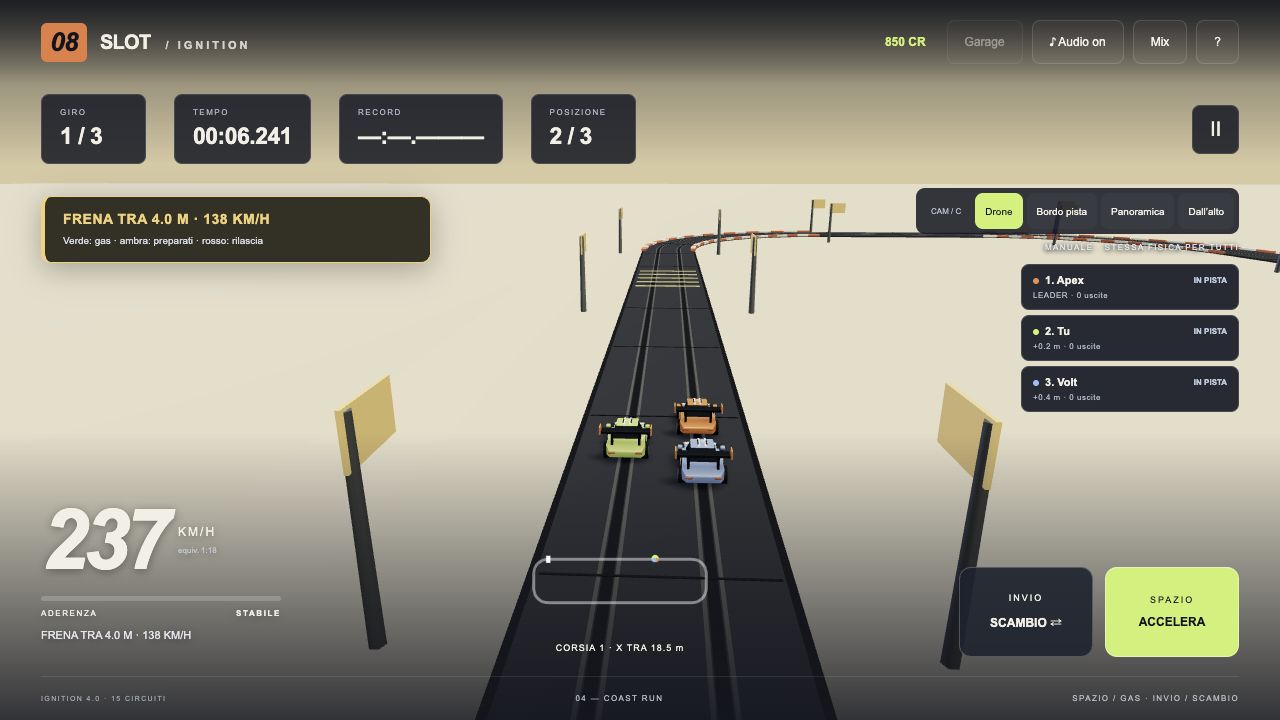 08 SLOT / IGNITION
850 CR
Garage
♪ Audio on
Mix
?
GIRO
1 / 3
TEMPO
00:06.241
RECORD
—:—.———
POSIZIONE
2 / 3
FRENA TRA 4.0 M · 138 KM/H
Verde: gas · ambra: preparati · rosso: rilascia
CAM / C
Drone
Bordo pista
Panoramica
Dall'alto
MANUALE · STESSA FISICA PER TUTTI
1. Apex IN PISTA
LEADER · 0 uscite
2. Tu IN PISTA
+0.2 m · 0 uscite
3. Volt IN PISTA
+0.4 m · 0 uscite
237 KM/H
equiv. 1:18
ADERENZA STABILE
FRENA TRA 4.0 M · 138 KM/H
CORSIA 1 · X TRA 18.5 m
INVIO
SCAMBIO ⇄
SPAZIO
ACCELERA
IGNITION 4.0 · 15 CIRCUITI
04 — COAST RUN
SPAZIO / GAS · INVIO / SCAMBIO